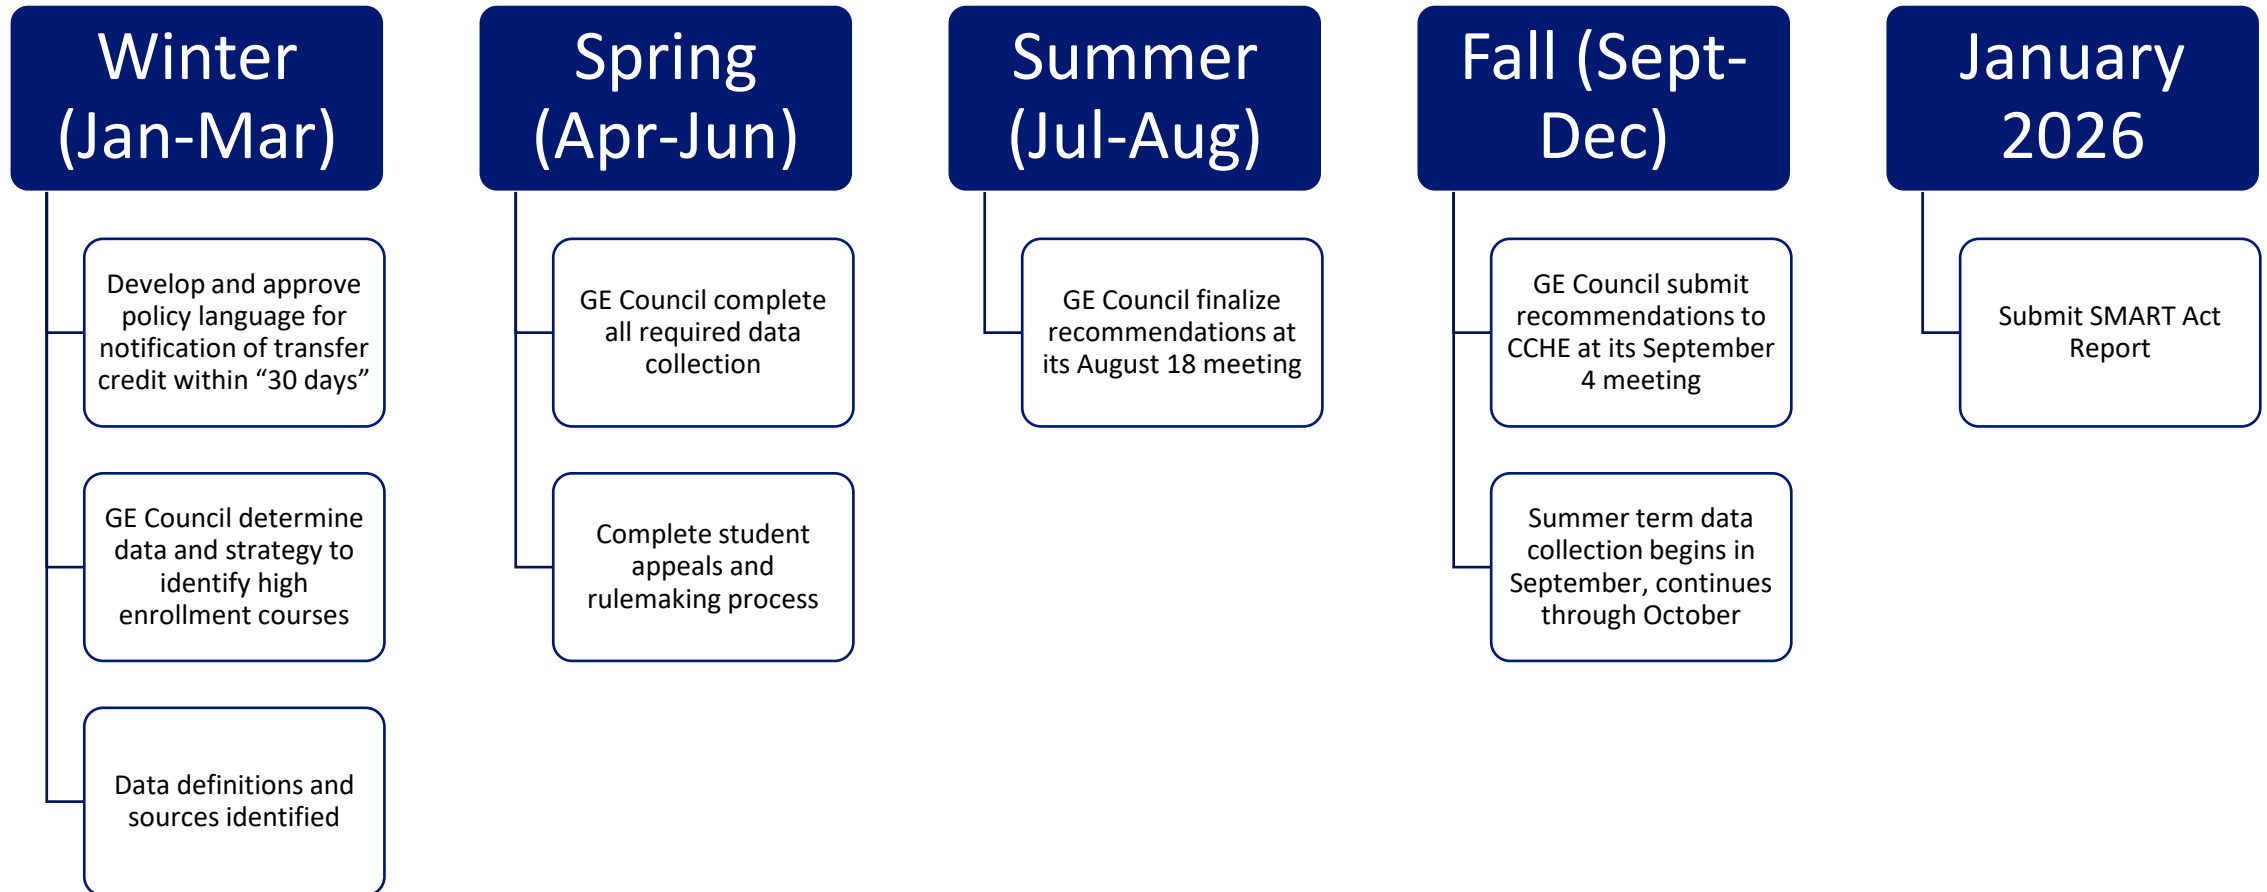 Winter
(Jan-Mar)
Develop and approve
policy language for
notification of transfer
credit within “30 days”
GE Council determine
data and strategy to
identify high
enrollment courses
Data definitions and
sources identified
Spring
(Apr-Jun)
GE Council complete
all required data
collection
Complete student
appeals and
rulemaking process
Summer
(Jul-Aug)
GE Council finalize
recommendations at
its August 18 meeting
Fall (Sept-
Dec)
GE Council submit
recommendations to
CCHE at its September
4 meeting
Summer term data
collection begins in
September, continues
through October
January
2026
Submit SMART Act
Report